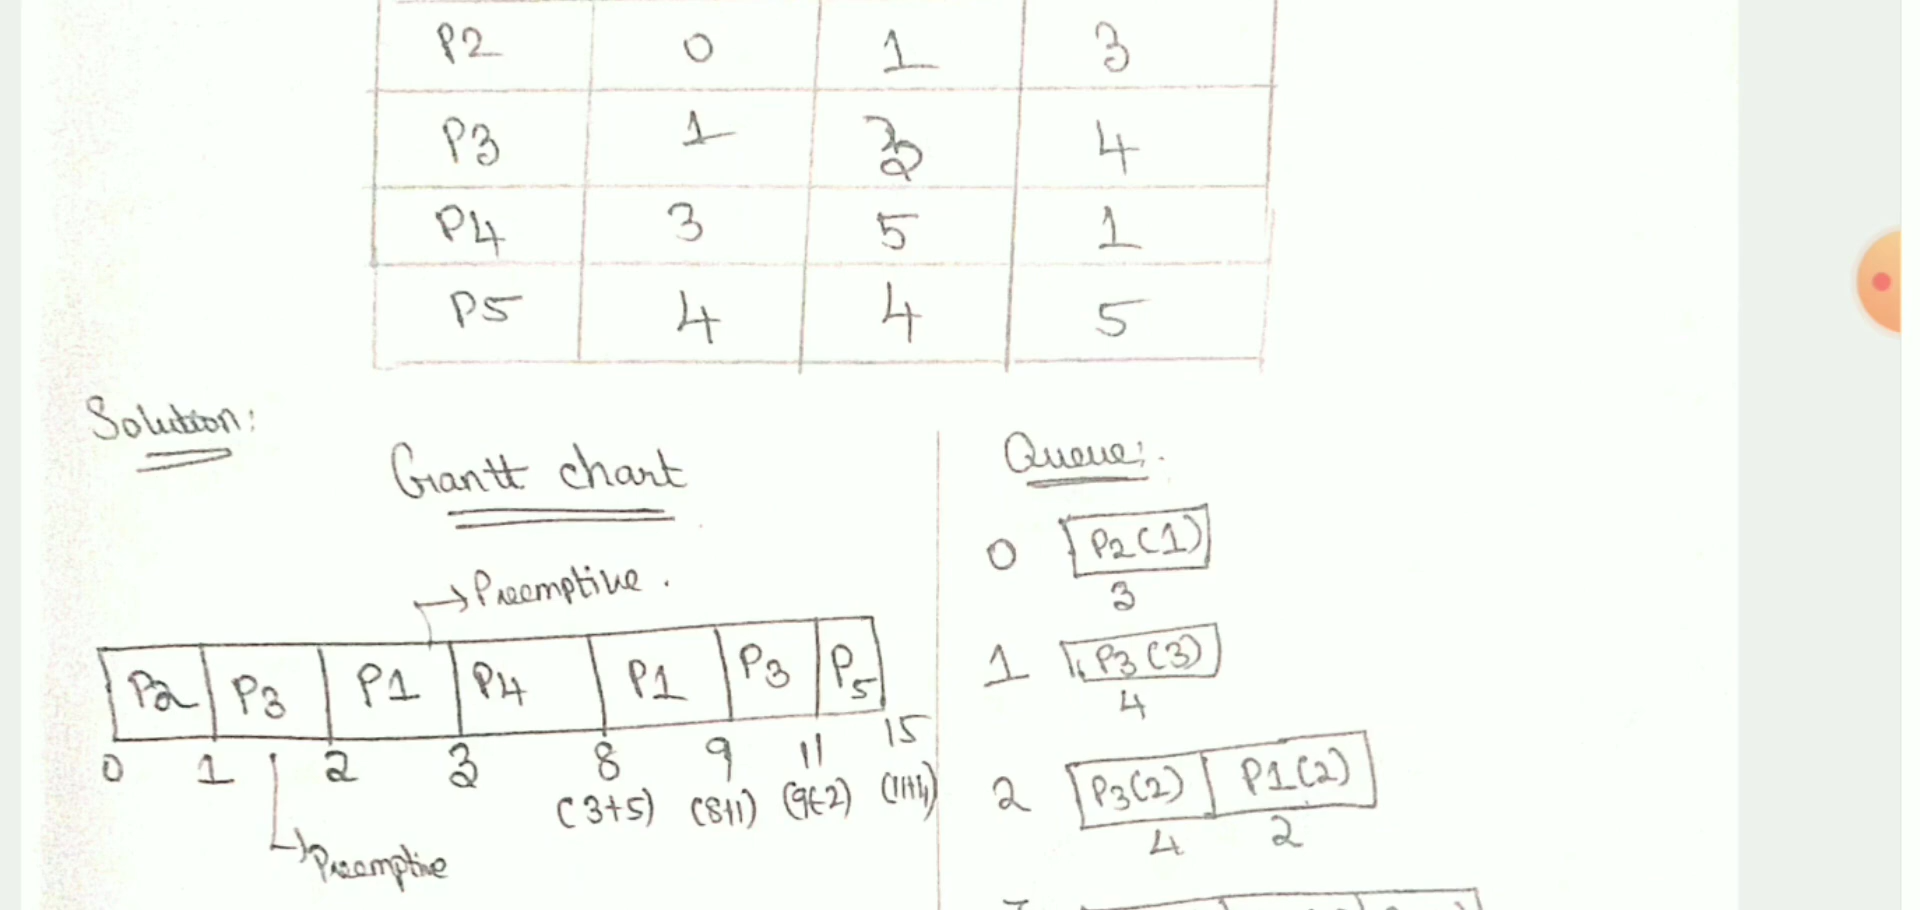 P2 0 1 3
P3 1 3 4
P4 3 5 1
P5 4 4 5
Solution:
Gantt chart
Queue:
→Preemptive.
P2 P3 P1 P4 P1 P3 P5
0 1 2 3 8 9 11 15
(3+5) (8+1) (9+2) (11+4)
Preemptive
0 P2(1)
3
1 P3(3)
4
2 P3(2) P1(2)
4 2